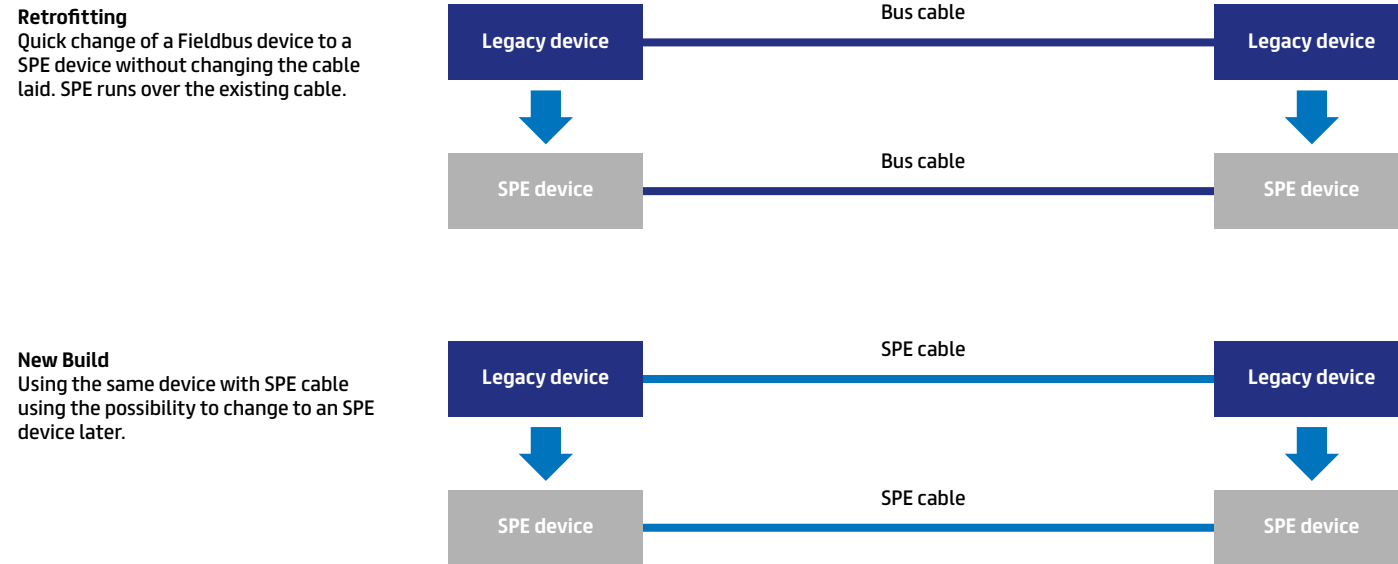 Retrofitting
Quick change of a Fieldbus device to a
SPE device without changing the cable
laid. SPE runs over the existing cable.
Bus cable
Legacy device
Legacy device
Bus cable
SPE device
SPE device
New Build
Using the same device with SPE cable
using the possibility to change to an SPE
device later.
SPE cable
Legacy device
Legacy device
SPE cable
SPE device
SPE device